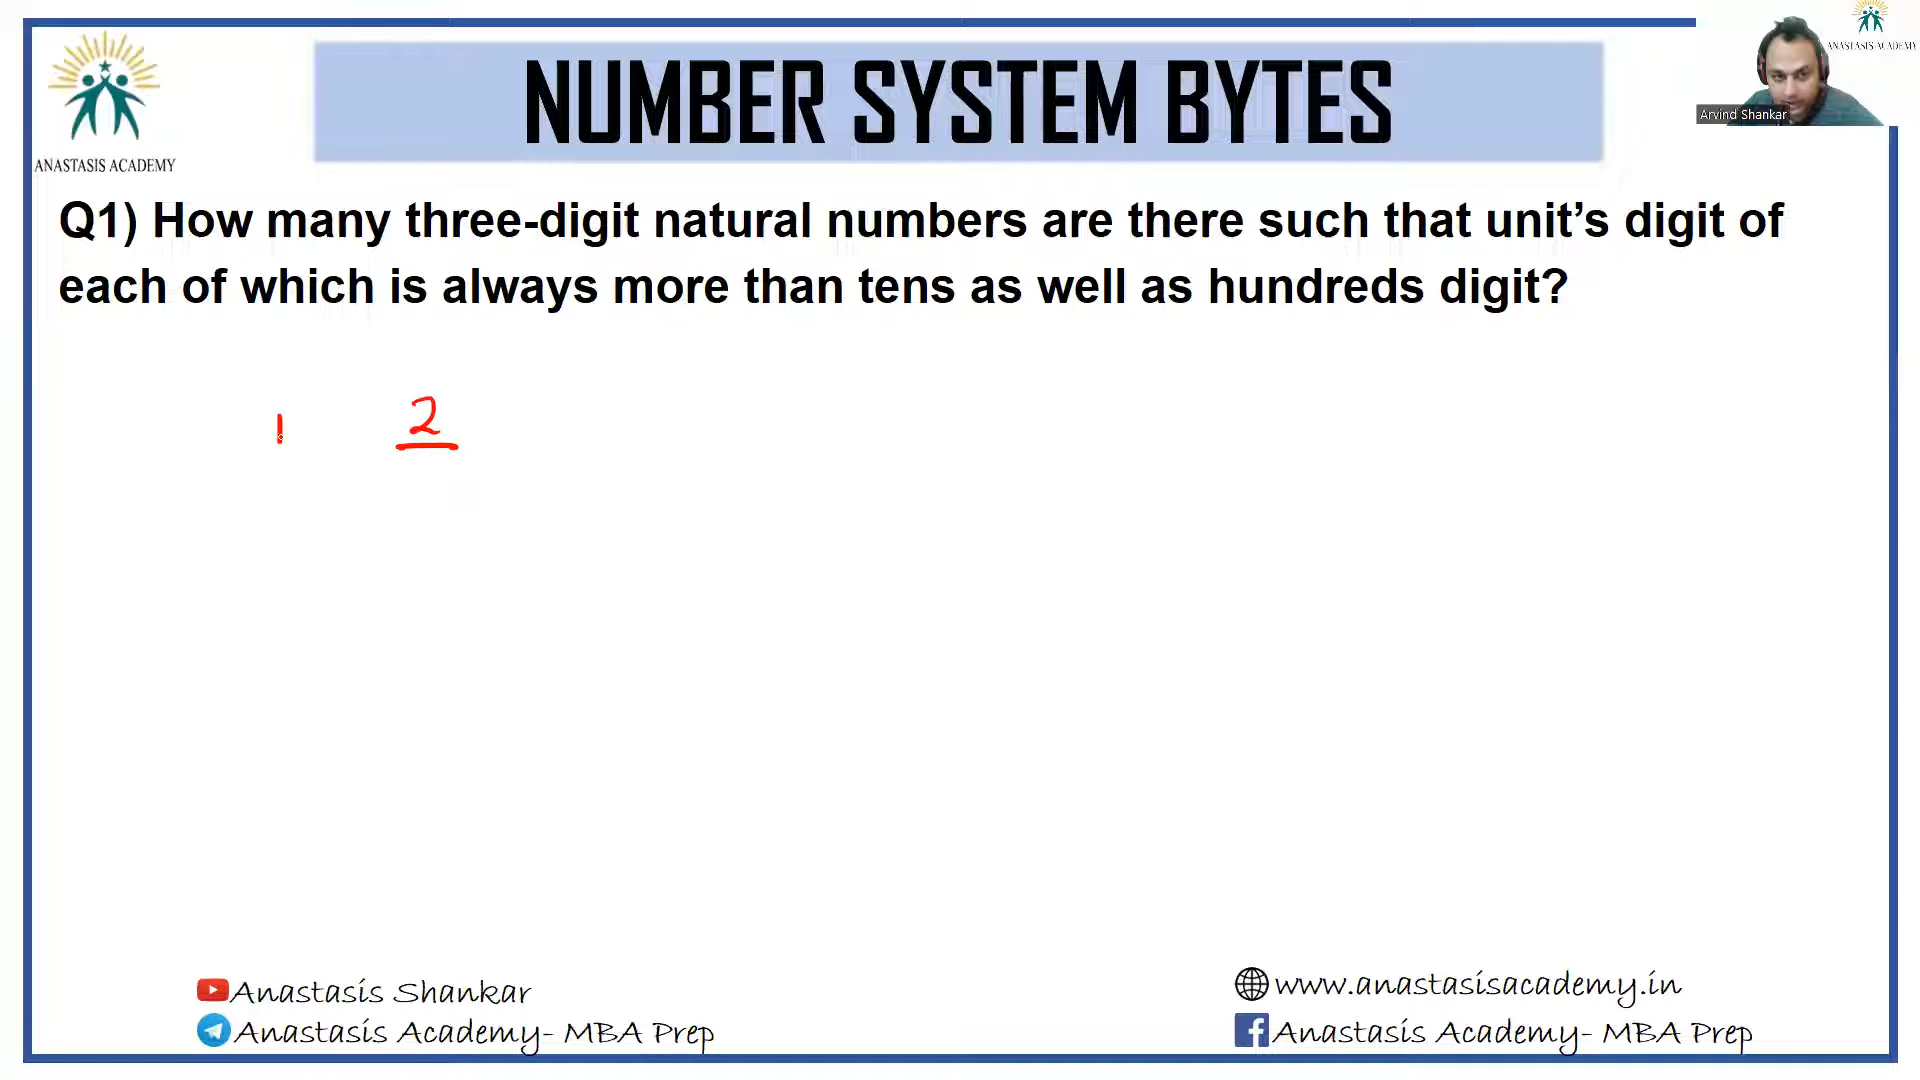 ANASTASIS ACADEMY
NUMBER SYSTEM BYTES
ANASTASIS ACADEMY
Arvind Shankar
Q1) How many three-digit natural numbers are there such that unit’s digit of
each of which is always more than tens as well as hundreds digit?
1 2
Anastasis Shankar
Anastasis Academy- MBA Prep
www.anastasisacademy.in
Anastasis Academy- MBA Prep